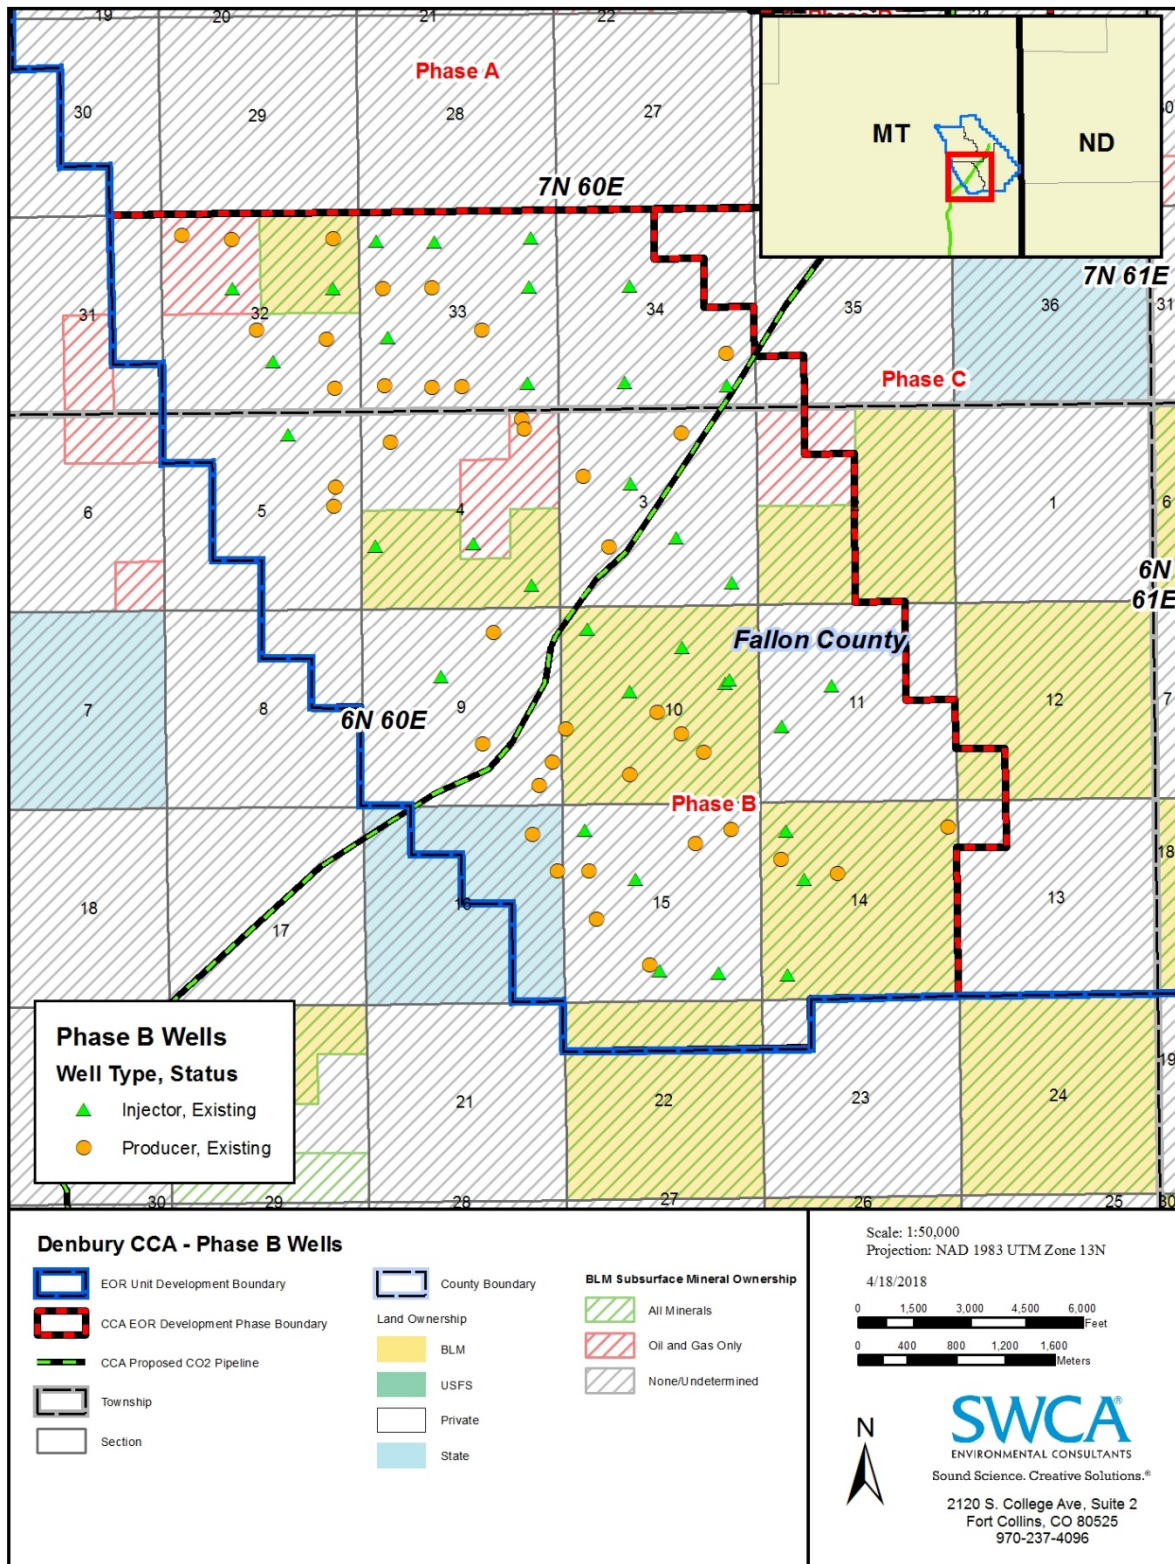 19
20
21
22
Phase A
30
29
28
27
MT
ND
7N 60E
7N 61E
31
32
33
34
35
36
31
Phase C
6
5
4
3
1
6
6N
61E
Fallon County
7
8
9
10
11
12
7
6N 60E
Phase B
18
17
16
15
14
13
18
21
22
23
24
19
30
29
28
27
26
25
30
Phase B Wells
Well Type, Status
Injector, Existing
Producer, Existing
Denbury CCA - Phase B Wells
EOR Unit Development Boundary
CCA EOR Development Phase Boundary
CCA Proposed CO2 Pipeline
Township
Section
County Boundary
Land Ownership
BLM
USFS
Private
State
BLM Subsurface Mineral Ownership
All Minerals
Oil and Gas Only
None/Undetermined
Scale: 1:50,000
Projection: NAD 1983 UTM Zone 13N
4/18/2018
0 1,500 3,000 4,500 6,000
Feet
0 400 800 1,200 1,600
Meters
N
SWCA®
ENVIRONMENTAL CONSULTANTS
Sound Science. Creative Solutions.®
2120 S. College Ave, Suite 2
Fort Collins, CO 80525
970-237-4096